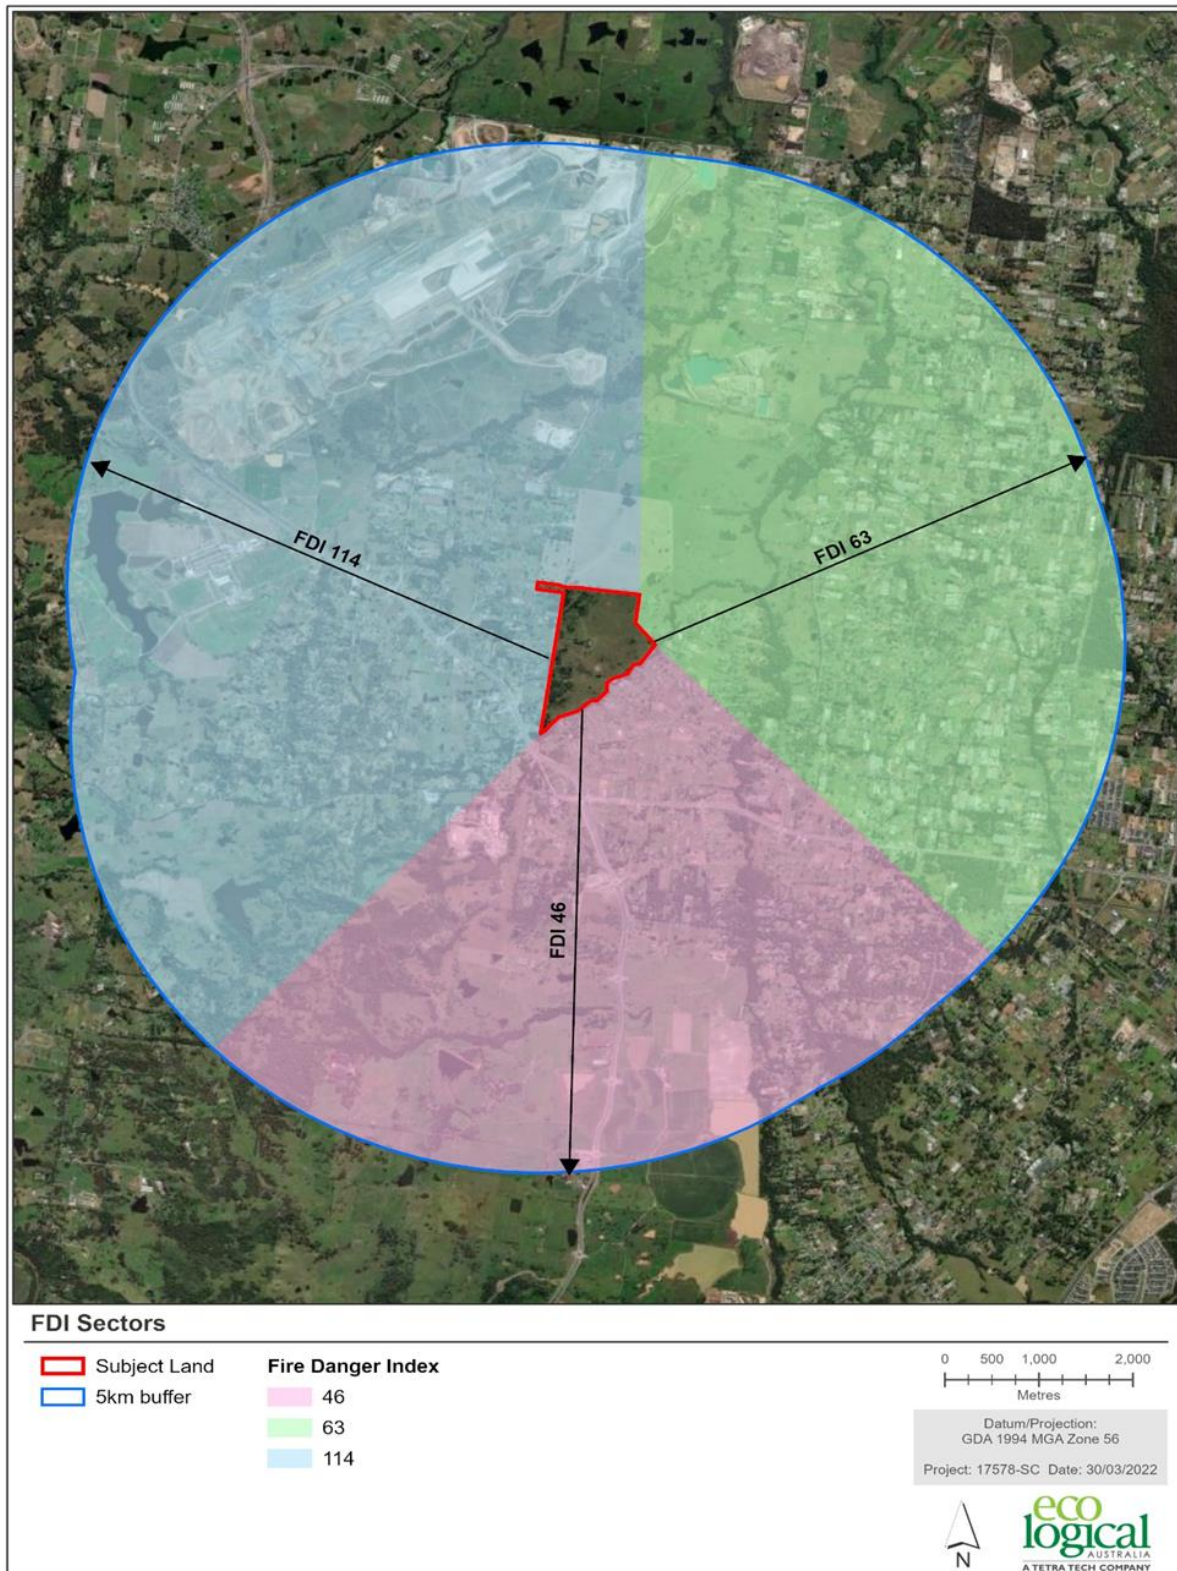 FDI 114
FDI 63
FDI 46
FDI Sectors
Subject Land
5km buffer
Fire Danger Index
46
63
114
0 500 1,000 2,000
Metres
Datum/Projection:
GDA 1994 MGA Zone 56
Project: 17578-SC Date: 30/03/2022
N
eco
logical
AUSTRALIA
A TETRA TECH COMPANY